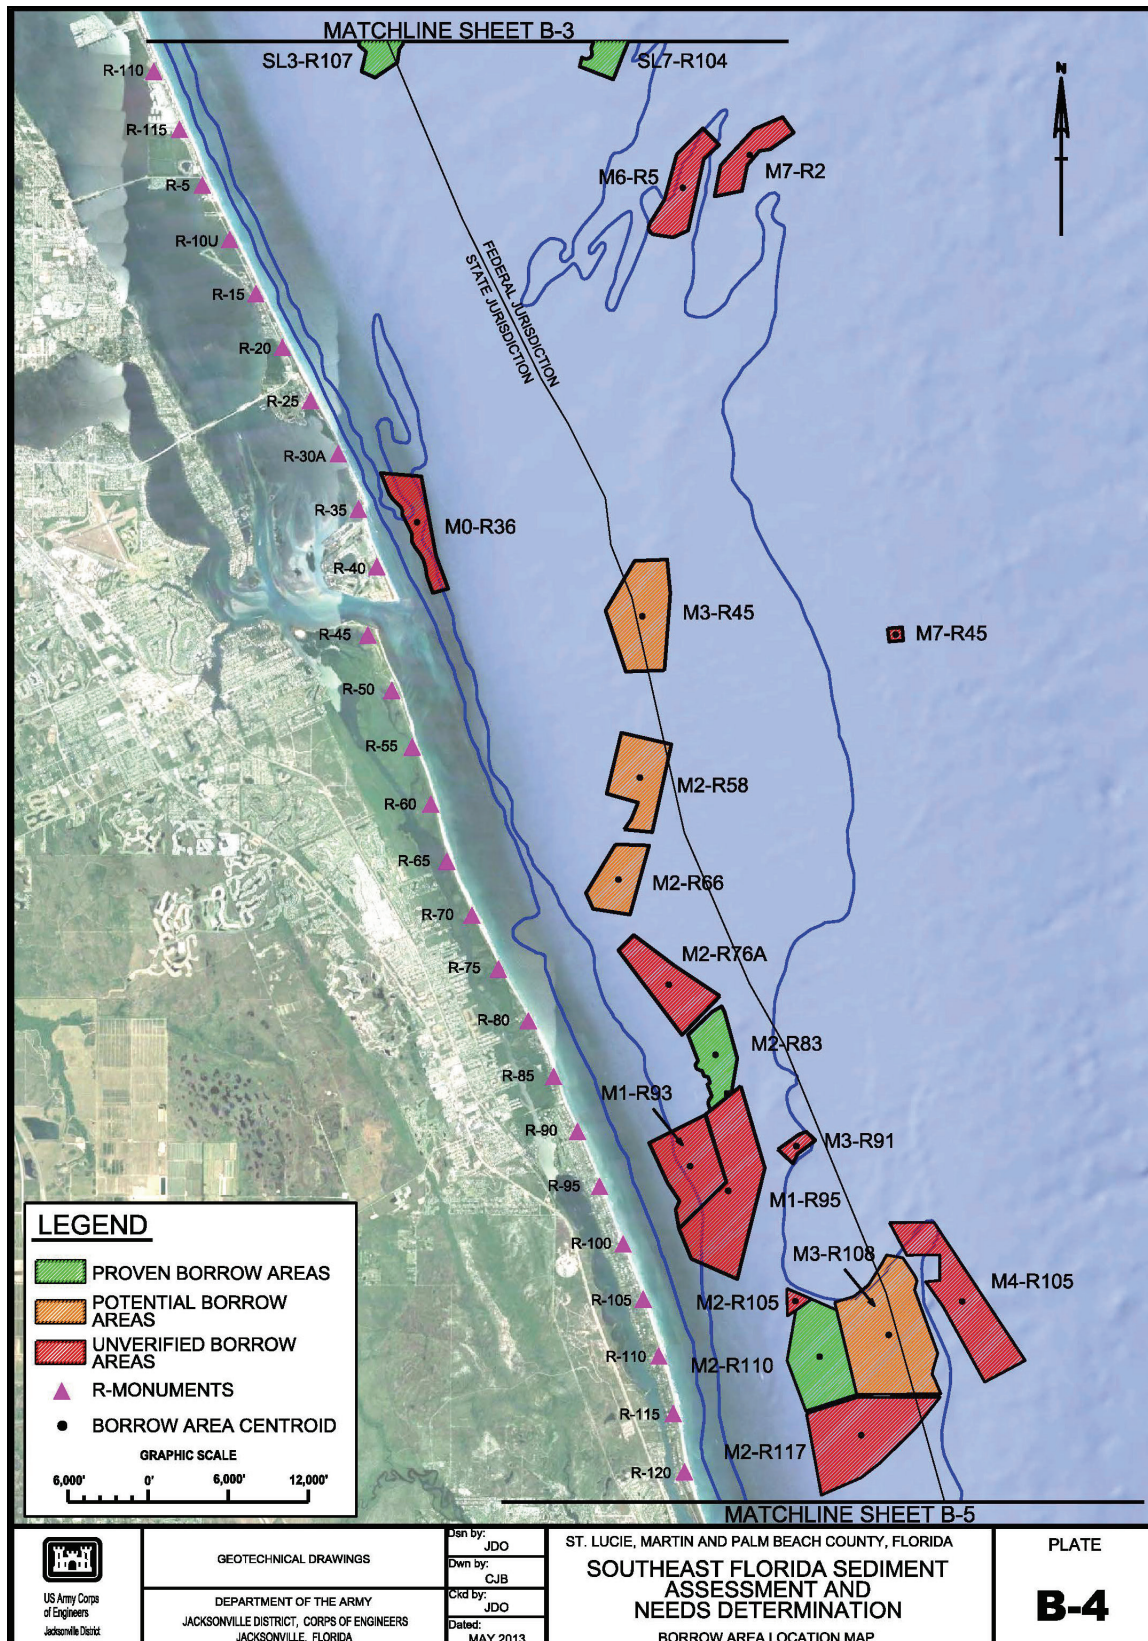 MATCHLINE SHEET B-3
SL3-R107
SL7-R104
N
R-110
R-115
R-5
R-10U
R-15
R-20
R-25
R-30A
R-35
R-40
R-45
R-50
R-55
R-60
R-65
R-70
R-75
R-80
R-85
R-90
R-95
R-100
R-105
R-110
R-115
R-120
M6-R5
M7-R2
FEDERAL JURISDICTION
STATE JURISDICTION
M0-R36
M3-R45
M7-R45
M2-R58
M2-R66
M2-R76A
M2-R83
M1-R93
M3-R91
M1-R95
M3-R108
M4-R105
M2-R105
M2-R110
M2-R117
LEGEND
PROVEN BORROW AREAS
POTENTIAL BORROW
AREAS
UNVERIFIED BORROW
AREAS
R-MONUMENTS
BORROW AREA CENTROID
GRAPHIC SCALE
6,000' 0' 6,000' 12,000'
MATCHLINE SHEET B-5
US Army Corps
of Engineers
Jacksonville District
GEOTECHNICAL DRAWINGS
DEPARTMENT OF THE ARMY
JACKSONVILLE DISTRICT, CORPS OF ENGINEERS
JACKSONVILLE, FLORIDA
Dsn by:
JDO
Dwn by:
CJB
Ckd by:
JDO
Dated:
MAY 2013
ST. LUCIE, MARTIN AND PALM BEACH COUNTY, FLORIDA
SOUTHEAST FLORIDA SEDIMENT
ASSESSMENT AND
NEEDS DETERMINATION
BORROW AREA LOCATION MAP
PLATE
B-4